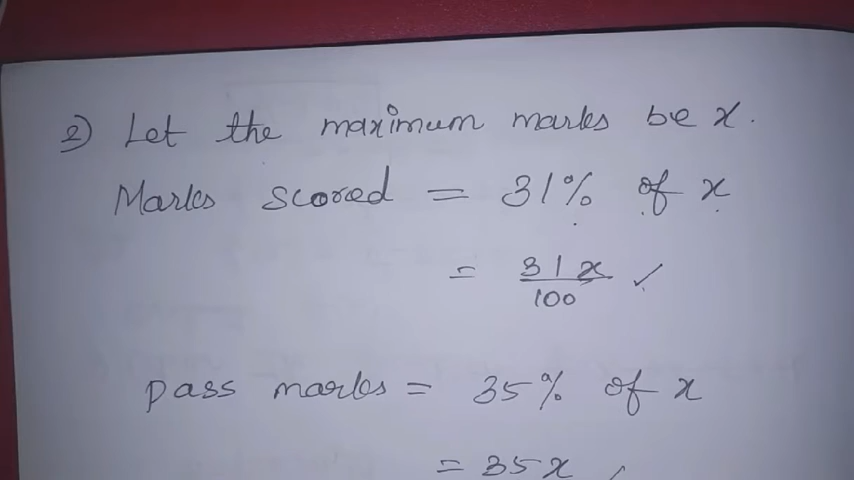 2) Let the maximum marks be x.
Marks scored = 31% of x
= 31x/100 ✓
pass marks = 35% of x
= 35x